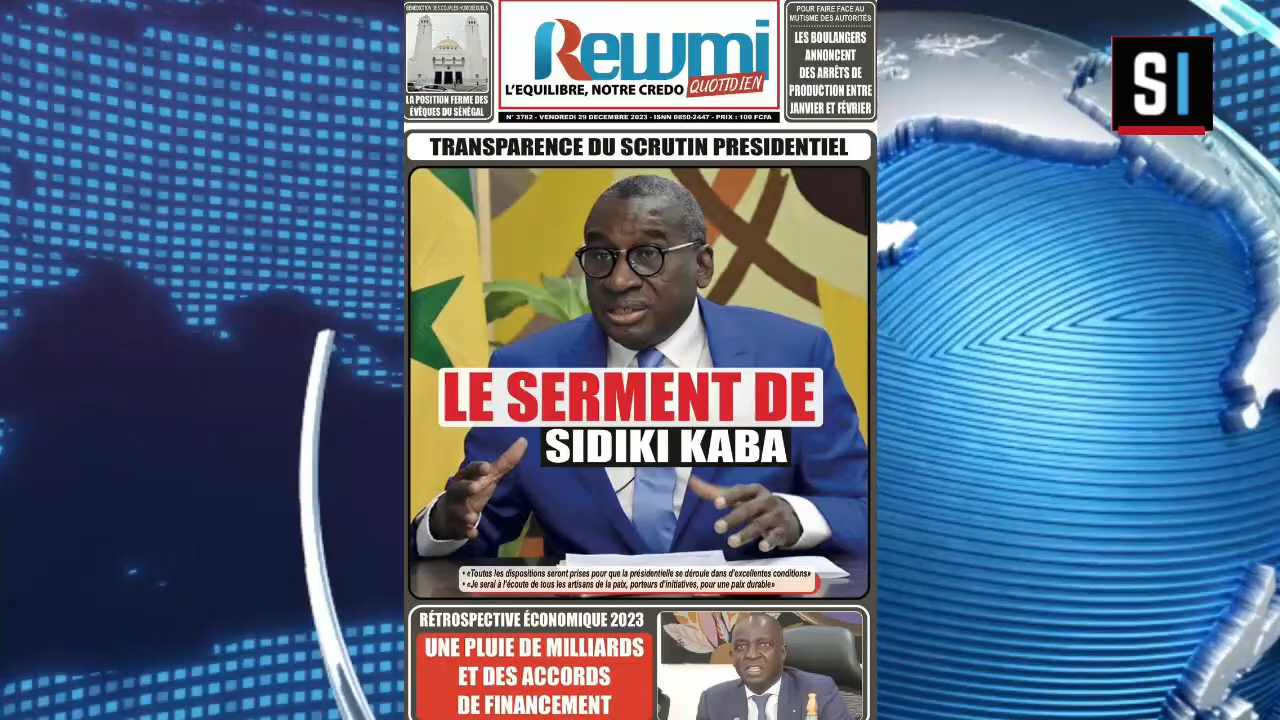 BÉNÉDICTION DES COUPLES HOMOSEXUELS
LA POSITION FERME DES
ÉVÊQUES DU SÉNÉGAL
Rewmi
QUOTIDIEN
L'EQUILIBRE, NOTRE CREDO
N° 3782 - VENDREDI 29 DECEMBRE 2023 - ISNN 0850-2447 - PRIX : 100 FCFA
POUR FAIRE FACE AU
MUTISME DES AUTORITÉS
LES BOULANGERS
ANNONCENT
DES ARRÊTS DE
PRODUCTION ENTRE
JANVIER ET FÉVRIER
SI
TRANSPARENCE DU SCRUTIN PRESIDENTIEL
LE SERMENT DE
SIDIKI KABA
• «Toutes les dispositions seront prises pour que la présidentielle se déroule dans d'excellentes conditions»
• «Je serai à l'écoute de tous les artisans de la paix, porteurs d'initiatives, pour une paix durable»
RÉTROSPECTIVE ÉCONOMIQUE 2023
UNE PLUIE DE MILLIARDS
ET DES ACCORDS
DE FINANCEMENT